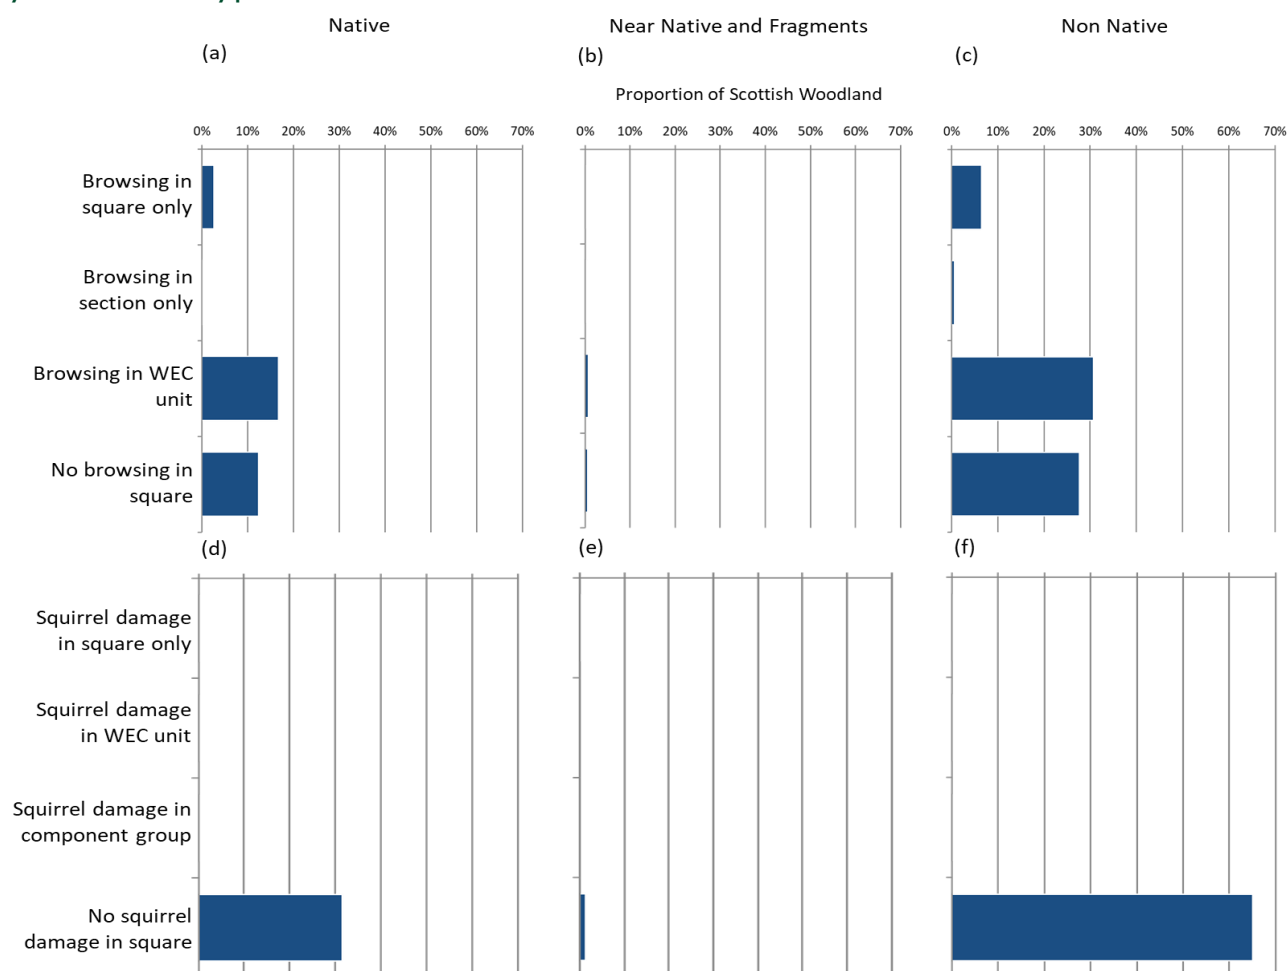 Native
Near Native and Fragments
Non Native
(a)
(b)
(c)
Proportion of Scottish Woodland
0% 10% 20% 30% 40% 50% 60% 70%
0% 10% 20% 30% 40% 50% 60% 70%
0% 10% 20% 30% 40% 50% 60% 70%
Browsing in
square only
Browsing in
section only
Browsing in WEC
unit
No browsing in
square
(d)
(e)
(f)
Squirrel damage
in square only
Squirrel damage
in WEC unit
Squirrel damage in
component group
No squirrel
damage in square